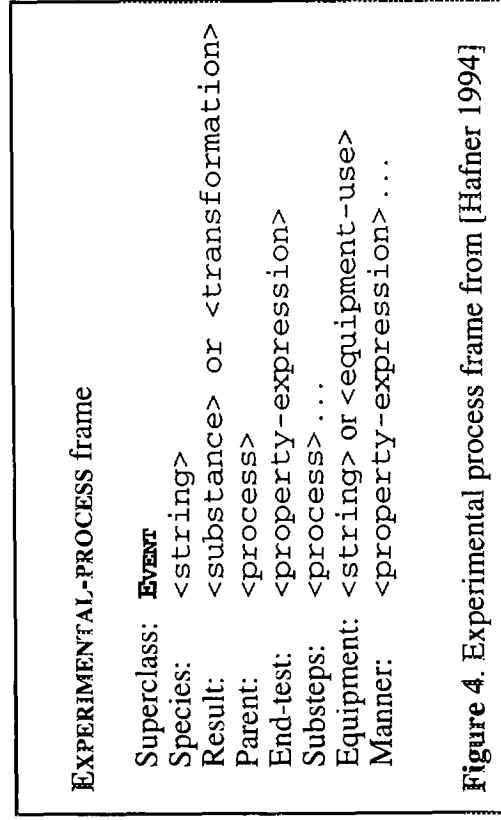 EXPERIMENTAL-PROCESS frame
Superclass: EVENT
Species: <string>
Result: <substance> or <transformation>
Parent: <process>
End-test: <property-expression>
Substeps: <process>...
Equipment: <string> or <equipment-use>
Manner: <property-expression>...
Figure 4. Experimental process frame from [Hafner 1994]